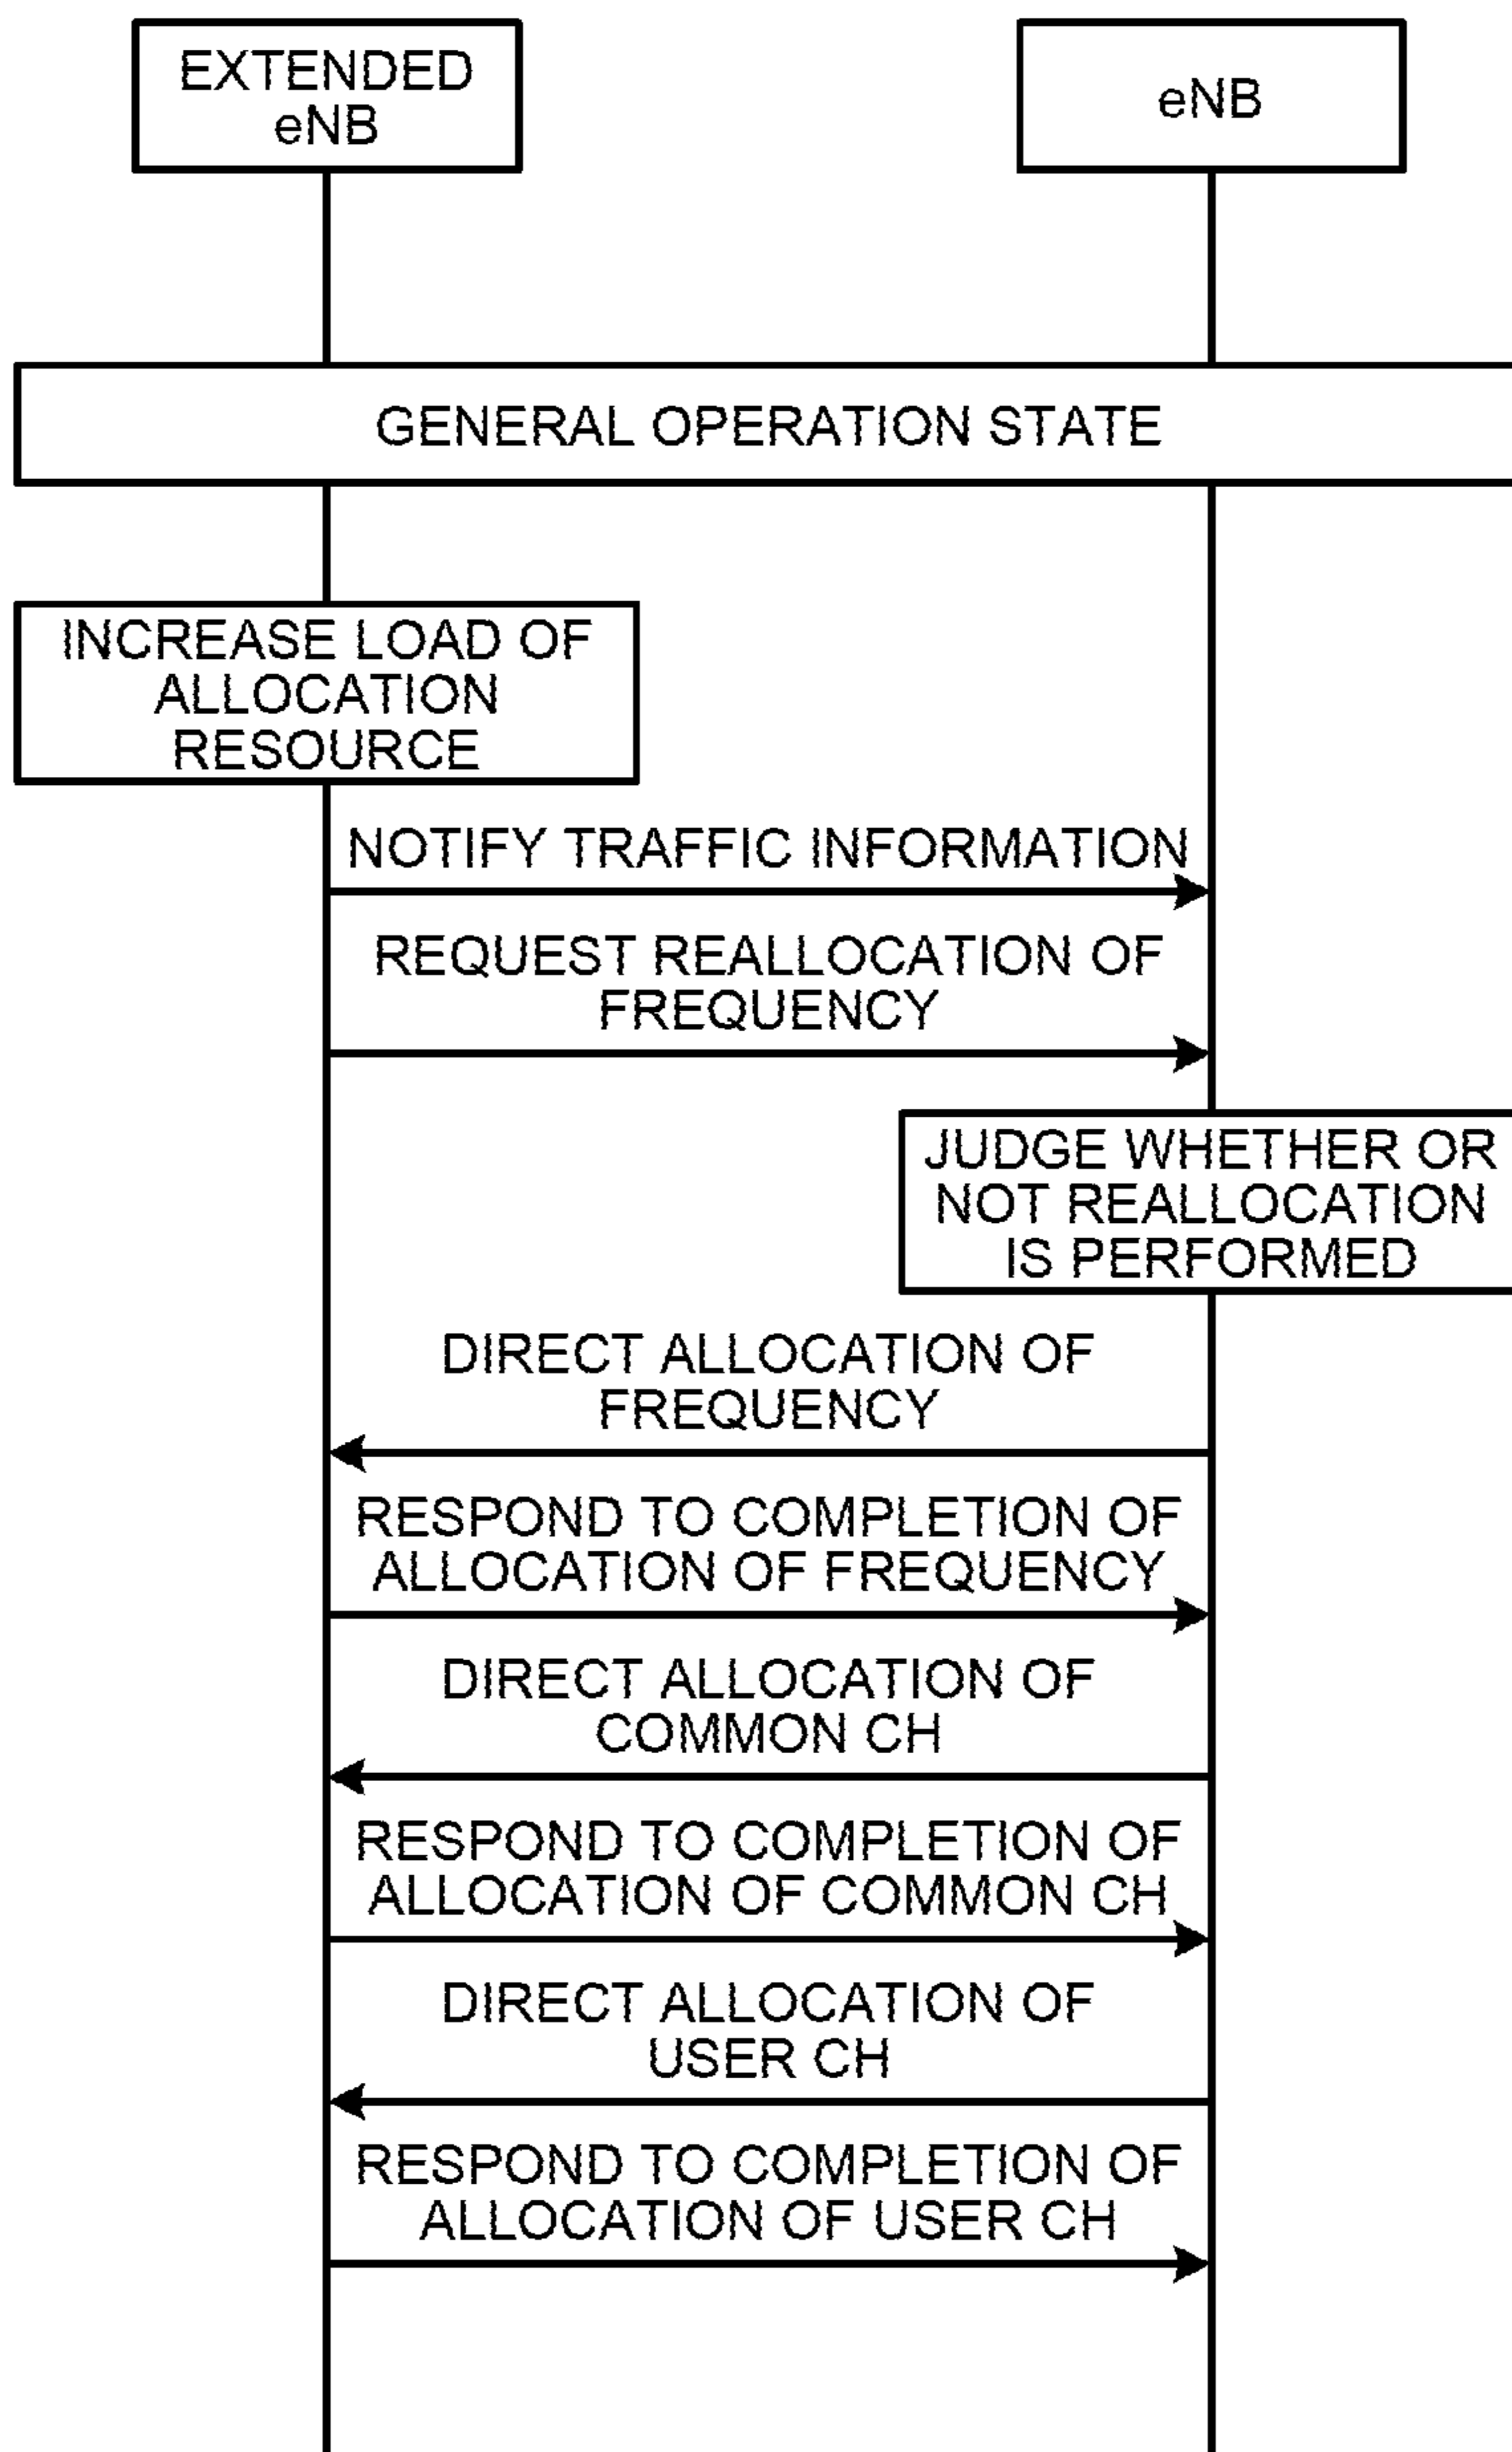 EXTENDED
eNB
eNB
GENERAL OPERATION STATE
INCREASE LOAD OF
ALLOCATION
RESOURCE
NOTIFY TRAFFIC INFORMATION
REQUEST REALLOCATION OF
FREQUENCY
JUDGE WHETHER OR
NOT REALLOCATION
IS PERFORMED
DIRECT ALLOCATION OF
FREQUENCY
RESPOND TO COMPLETION OF
ALLOCATION OF FREQUENCY
DIRECT ALLOCATION OF
COMMON CH
RESPOND TO COMPLETION OF
ALLOCATION OF COMMON CH
DIRECT ALLOCATION OF
USER CH
RESPOND TO COMPLETION OF
ALLOCATION OF USER CH